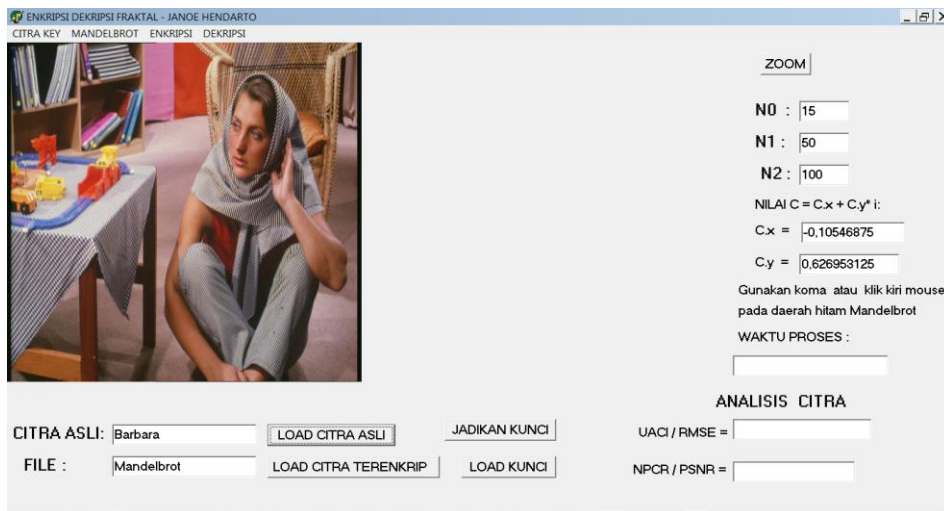 ENKRIPSI DEKRIPSI FRAKTAL - JANOE HENDARTO
CITRA KEY MANDELBROT ENKRIPSI DEKRIPSI
ZOOM
N0 : 15
N1 : 50
N2 : 100
NILAI C = C.x + C.y* i:
C.x = -0,10546875
C.y = 0,626953125
Gunakan koma atau klik kiri mouse
pada daerah hitam Mandelbrot
WAKTU PROSES :
ANALISIS CITRA
CITRA ASLI: Barbara LOAD CITRA ASLI JADIKAN KUNCI UACI / RMSE =
FILE : Mandelbrot LOAD CITRA TERENKRIP LOAD KUNCI NPCR / PSNR =